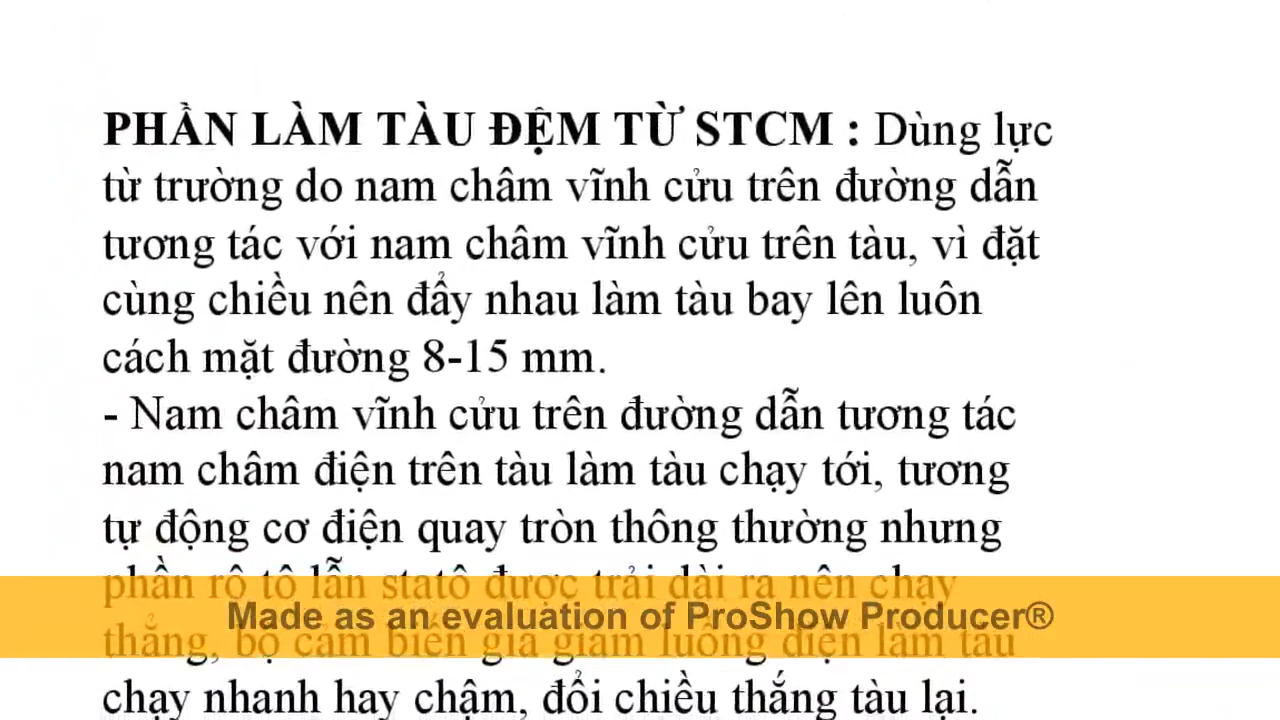 PHẦN LÀM TÀU ĐỆM TỪ STCM : Dùng lực
từ trường do nam châm vĩnh cửu trên đường dẫn
tương tác với nam châm vĩnh cửu trên tàu, vì đặt
cùng chiều nên đẩy nhau làm tàu bay lên luôn
cách mặt đường 8-15 mm.
- Nam châm vĩnh cửu trên đường dẫn tương tác
nam châm điện trên tàu làm tàu chạy tới, tương
tự động cơ điện quay tròn thông thường nhưng
phần rô tô lẫn statô được trải dài ra nên chạy
Made as an evaluation of ProShow Producer®
thẳng, bộ cảm biến gia giảm luồng điện làm tàu
chạy nhanh hay chậm, đổi chiều thắng tàu lại.